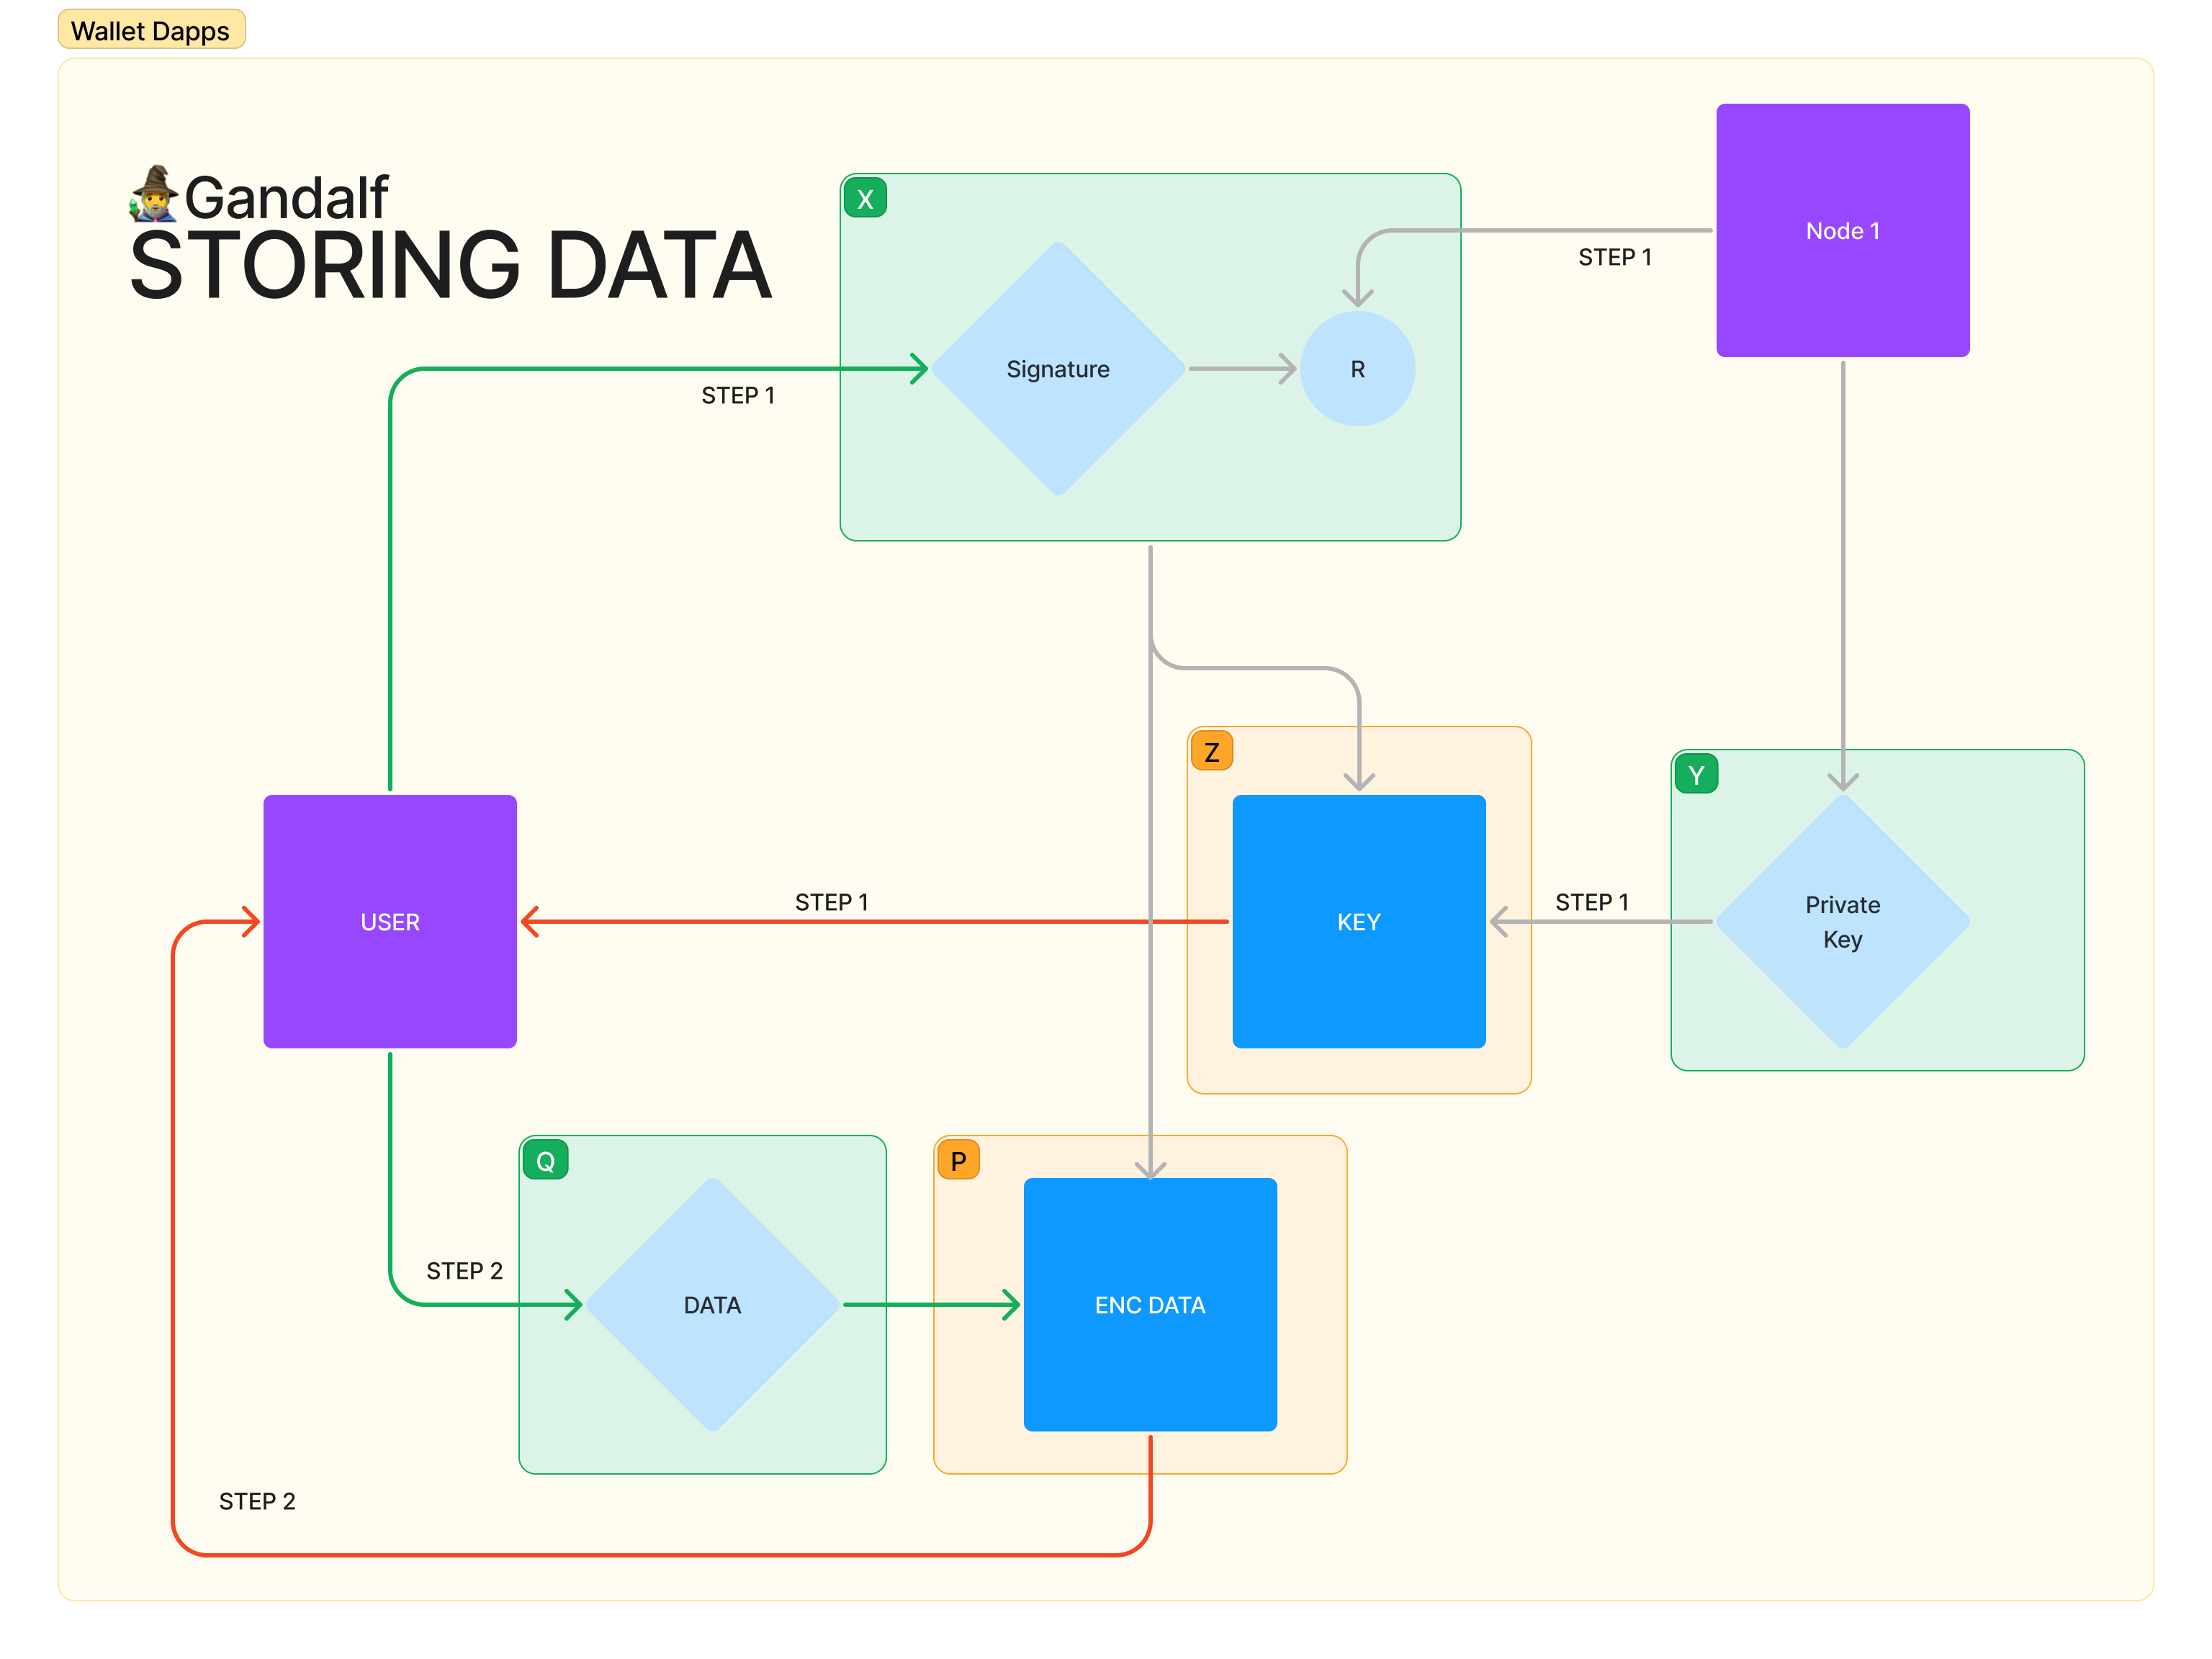 Wallet Dapps
Gandalf
STORING DATA
X
Signature
R
STEP 1
Node 1
STEP 1
Z
Y
USER
STEP 1
KEY
STEP 1
Private
Key
Q
P
STEP 2
DATA
ENC DATA
STEP 2